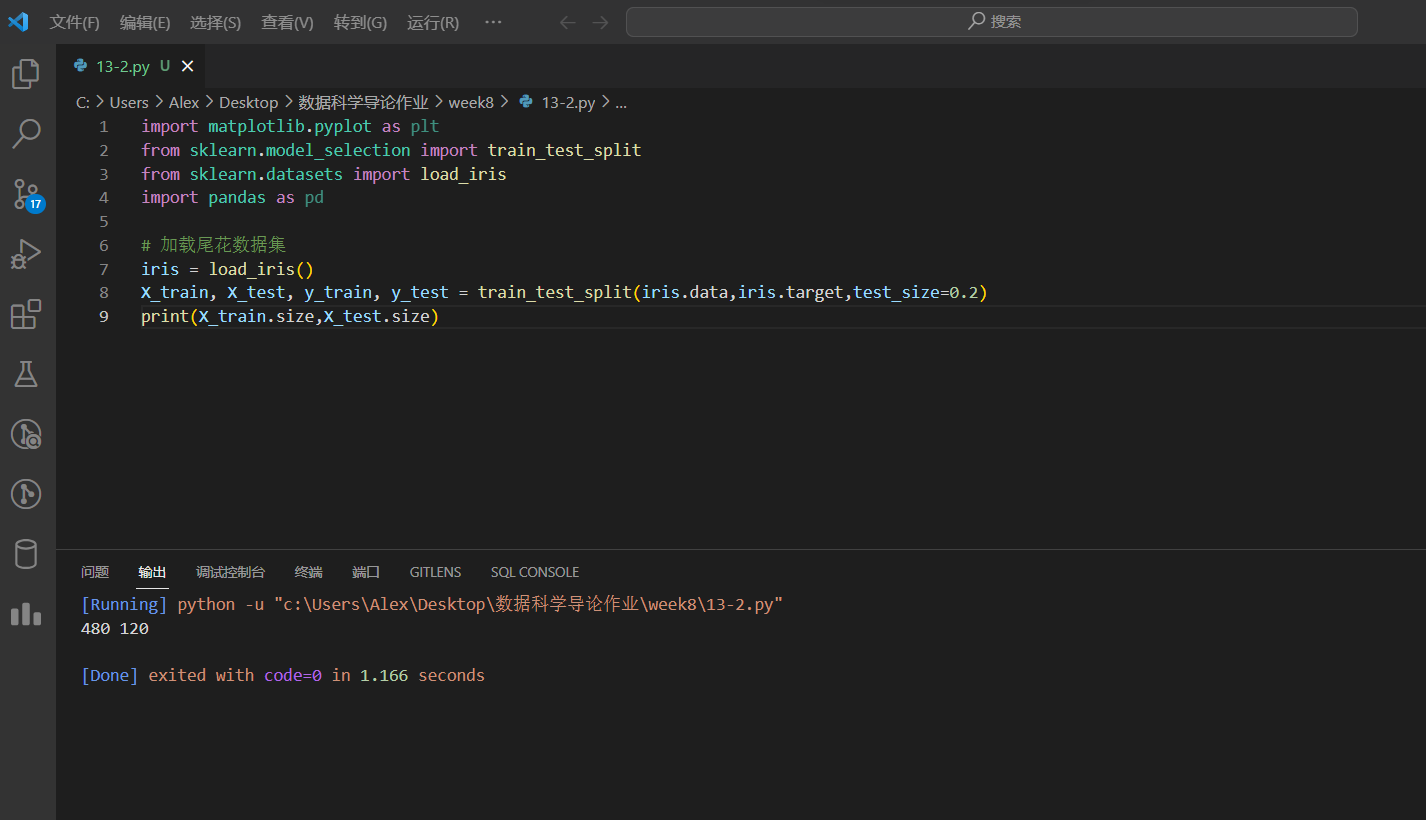 文件(F) 编辑(E) 选择(S) 查看(V) 转到(G) 运行(R) ··· 搜索
13-2.py U
C: > Users > Alex > Desktop > 数据科学导论作业 > week8 > 13-2.py > ...
1 import matplotlib.pyplot as plt
2 from sklearn.model_selection import train_test_split
3 from sklearn.datasets import load_iris
4 import pandas as pd
5
6 # 加载尾花数据集
7 iris = load_iris()
8 X_train, X_test, y_train, y_test = train_test_split(iris.data,iris.target,test_size=0.2)
9 print(X_train.size,X_test.size)
17
问题 输出 调试控制台 终端 端口 GITLENS SQL CONSOLE
[Running] python -u "c:\Users\Alex\Desktop\数据科学导论作业\week8\13-2.py"
480 120
[Done] exited with code=0 in 1.166 seconds